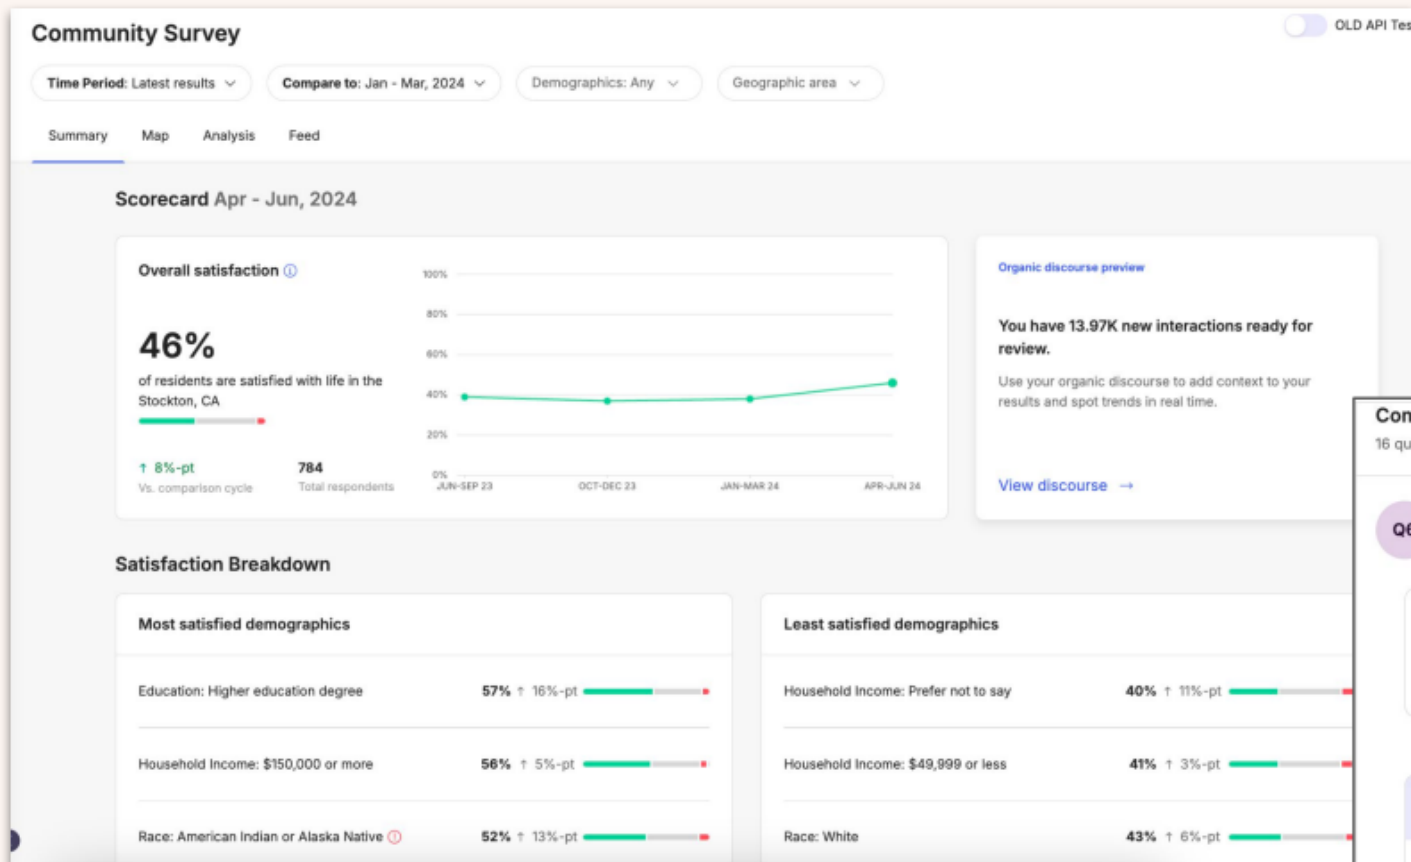 Community Survey
OLD API Tes
Time Period: Latest results
Compare to: Jan - Mar, 2024
Demographics: Any
Geographic area
Summary
Map
Analysis
Feed
Scorecard Apr - Jun, 2024
Overall satisfaction
46%
of residents are satisfied with life in the
Stockton, CA
↑ 8%-pt
Vs. comparison cycle
784
Total respondents
100%
80%
60%
40%
20%
0%
JUN-SEP 23
OCT-DEC 23
JAN-MAR 24
APR-JUN 24
Organic discourse preview
You have 13.97K new interactions ready for
review.
Use your organic discourse to add context to your
results and spot trends in real time.
View discourse →
Com
16 qu
Q6
Satisfaction Breakdown
Most satisfied demographics
Education: Higher education degree 57% ↑ 16%-pt
Household Income: $150,000 or more 56% ↑ 5%-pt
Race: American Indian or Alaska Native 52% ↑ 13%-pt
Least satisfied demographics
Household Income: Prefer not to say 40% ↑ 11%-pt
Household Income: $49,999 or less 41% ↑ 3%-pt
Race: White 43% ↑ 6%-pt